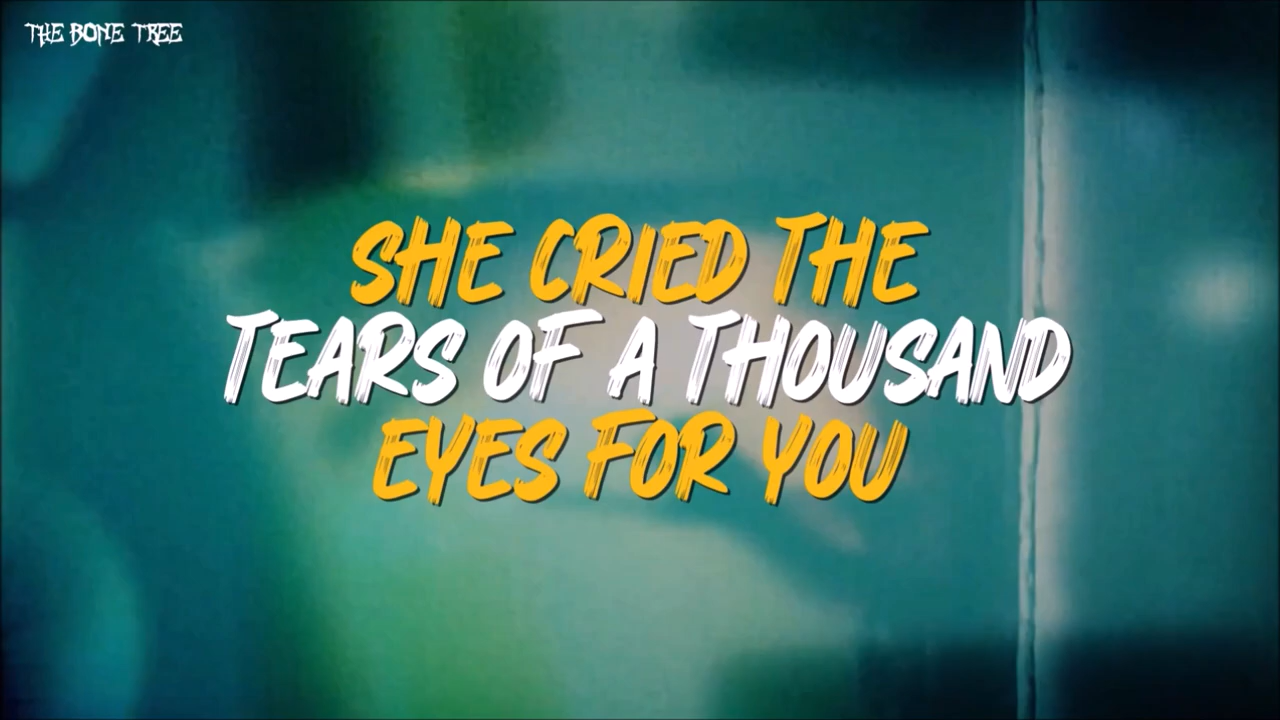 THE BONE TREE
SHE CRIED THE
TEARS OF A THOUSAND
EYES FOR YOU